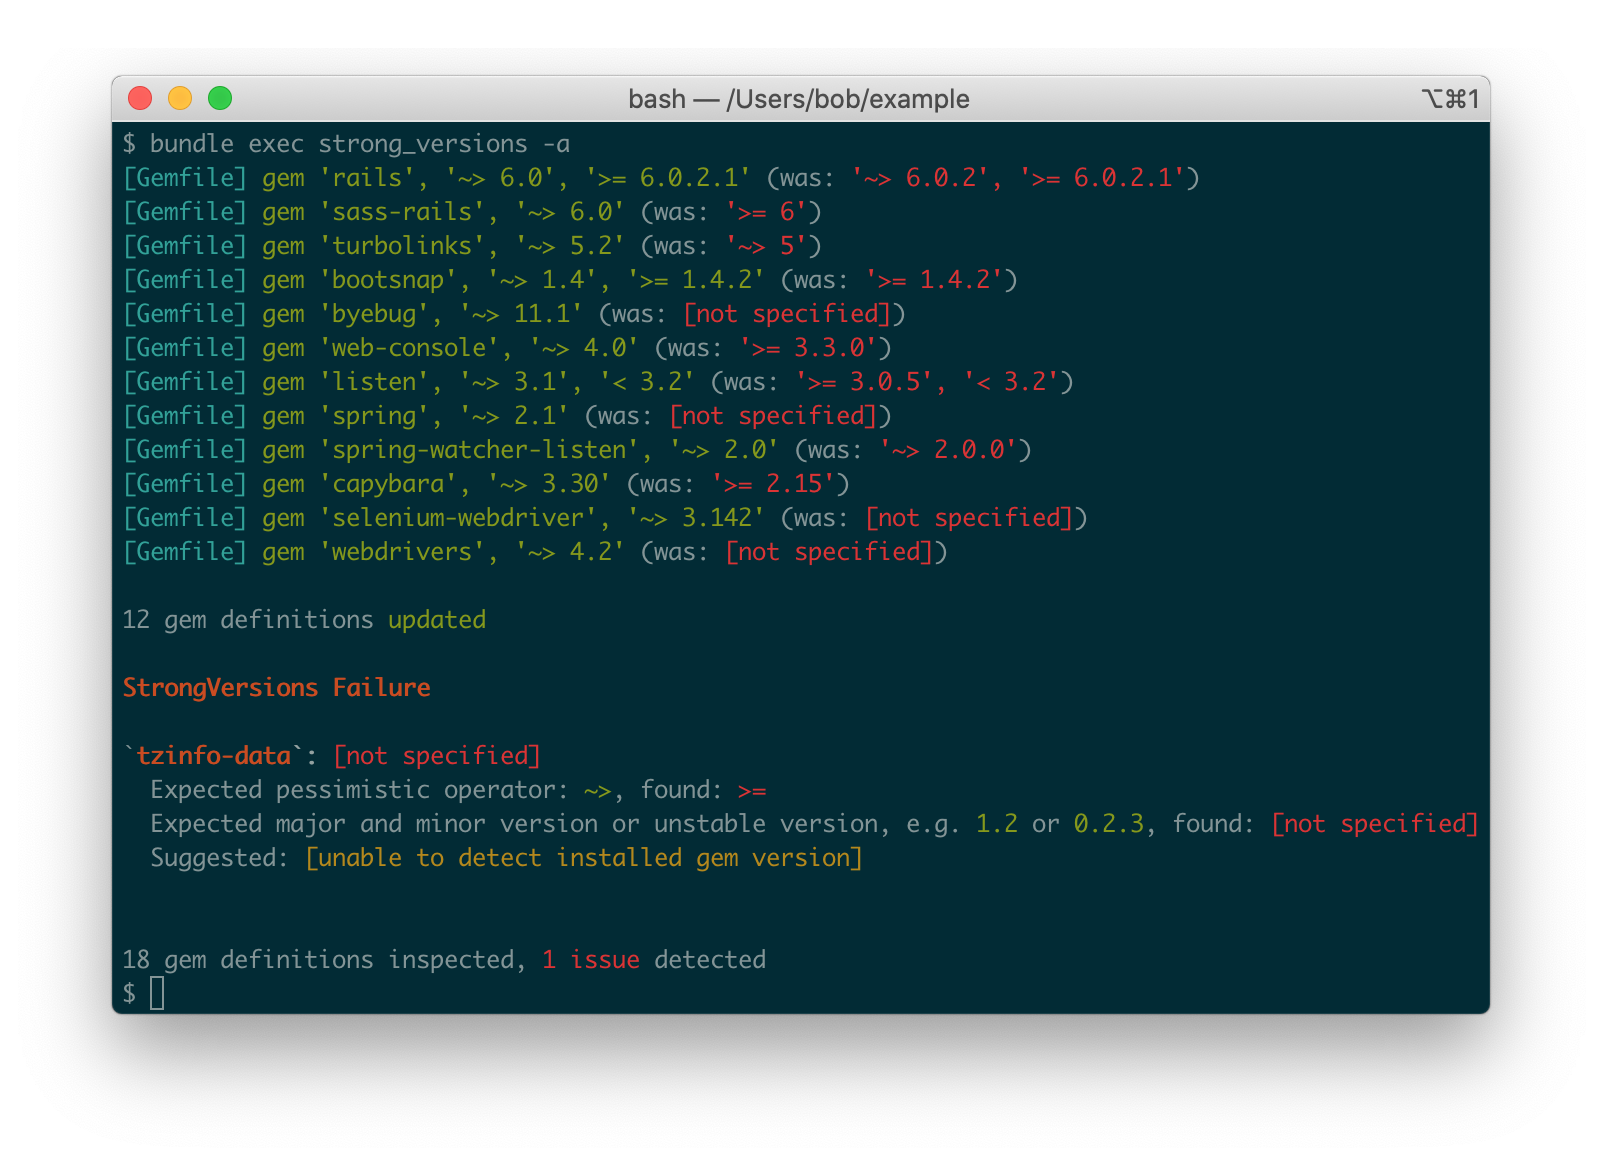 bash — /Users/bob/example ⌥⌘1
$ bundle exec strong_versions -a
[Gemfile] gem 'rails', '~> 6.0', '>= 6.0.2.1' (was: '~> 6.0.2', '>= 6.0.2.1')
[Gemfile] gem 'sass-rails', '~> 6.0' (was: '>= 6')
[Gemfile] gem 'turbolinks', '~> 5.2' (was: '~> 5')
[Gemfile] gem 'bootsnap', '~> 1.4', '>= 1.4.2' (was: '>= 1.4.2')
[Gemfile] gem 'byebug', '~> 11.1' (was: [not specified])
[Gemfile] gem 'web-console', '~> 4.0' (was: '>= 3.3.0')
[Gemfile] gem 'listen', '~> 3.1', '< 3.2' (was: '>= 3.0.5', '< 3.2')
[Gemfile] gem 'spring', '~> 2.1' (was: [not specified])
[Gemfile] gem 'spring-watcher-listen', '~> 2.0' (was: '~> 2.0.0')
[Gemfile] gem 'capybara', '~> 3.30' (was: '>= 2.15')
[Gemfile] gem 'selenium-webdriver', '~> 3.142' (was: [not specified])
[Gemfile] gem 'webdrivers', '~> 4.2' (was: [not specified])
12 gem definitions updated
StrongVersions Failure
`tzinfo-data`: [not specified]
Expected pessimistic operator: ~>, found: >=
Expected major and minor version or unstable version, e.g. 1.2 or 0.2.3, found: [not specified]
Suggested: [unable to detect installed gem version]
18 gem definitions inspected, 1 issue detected
$